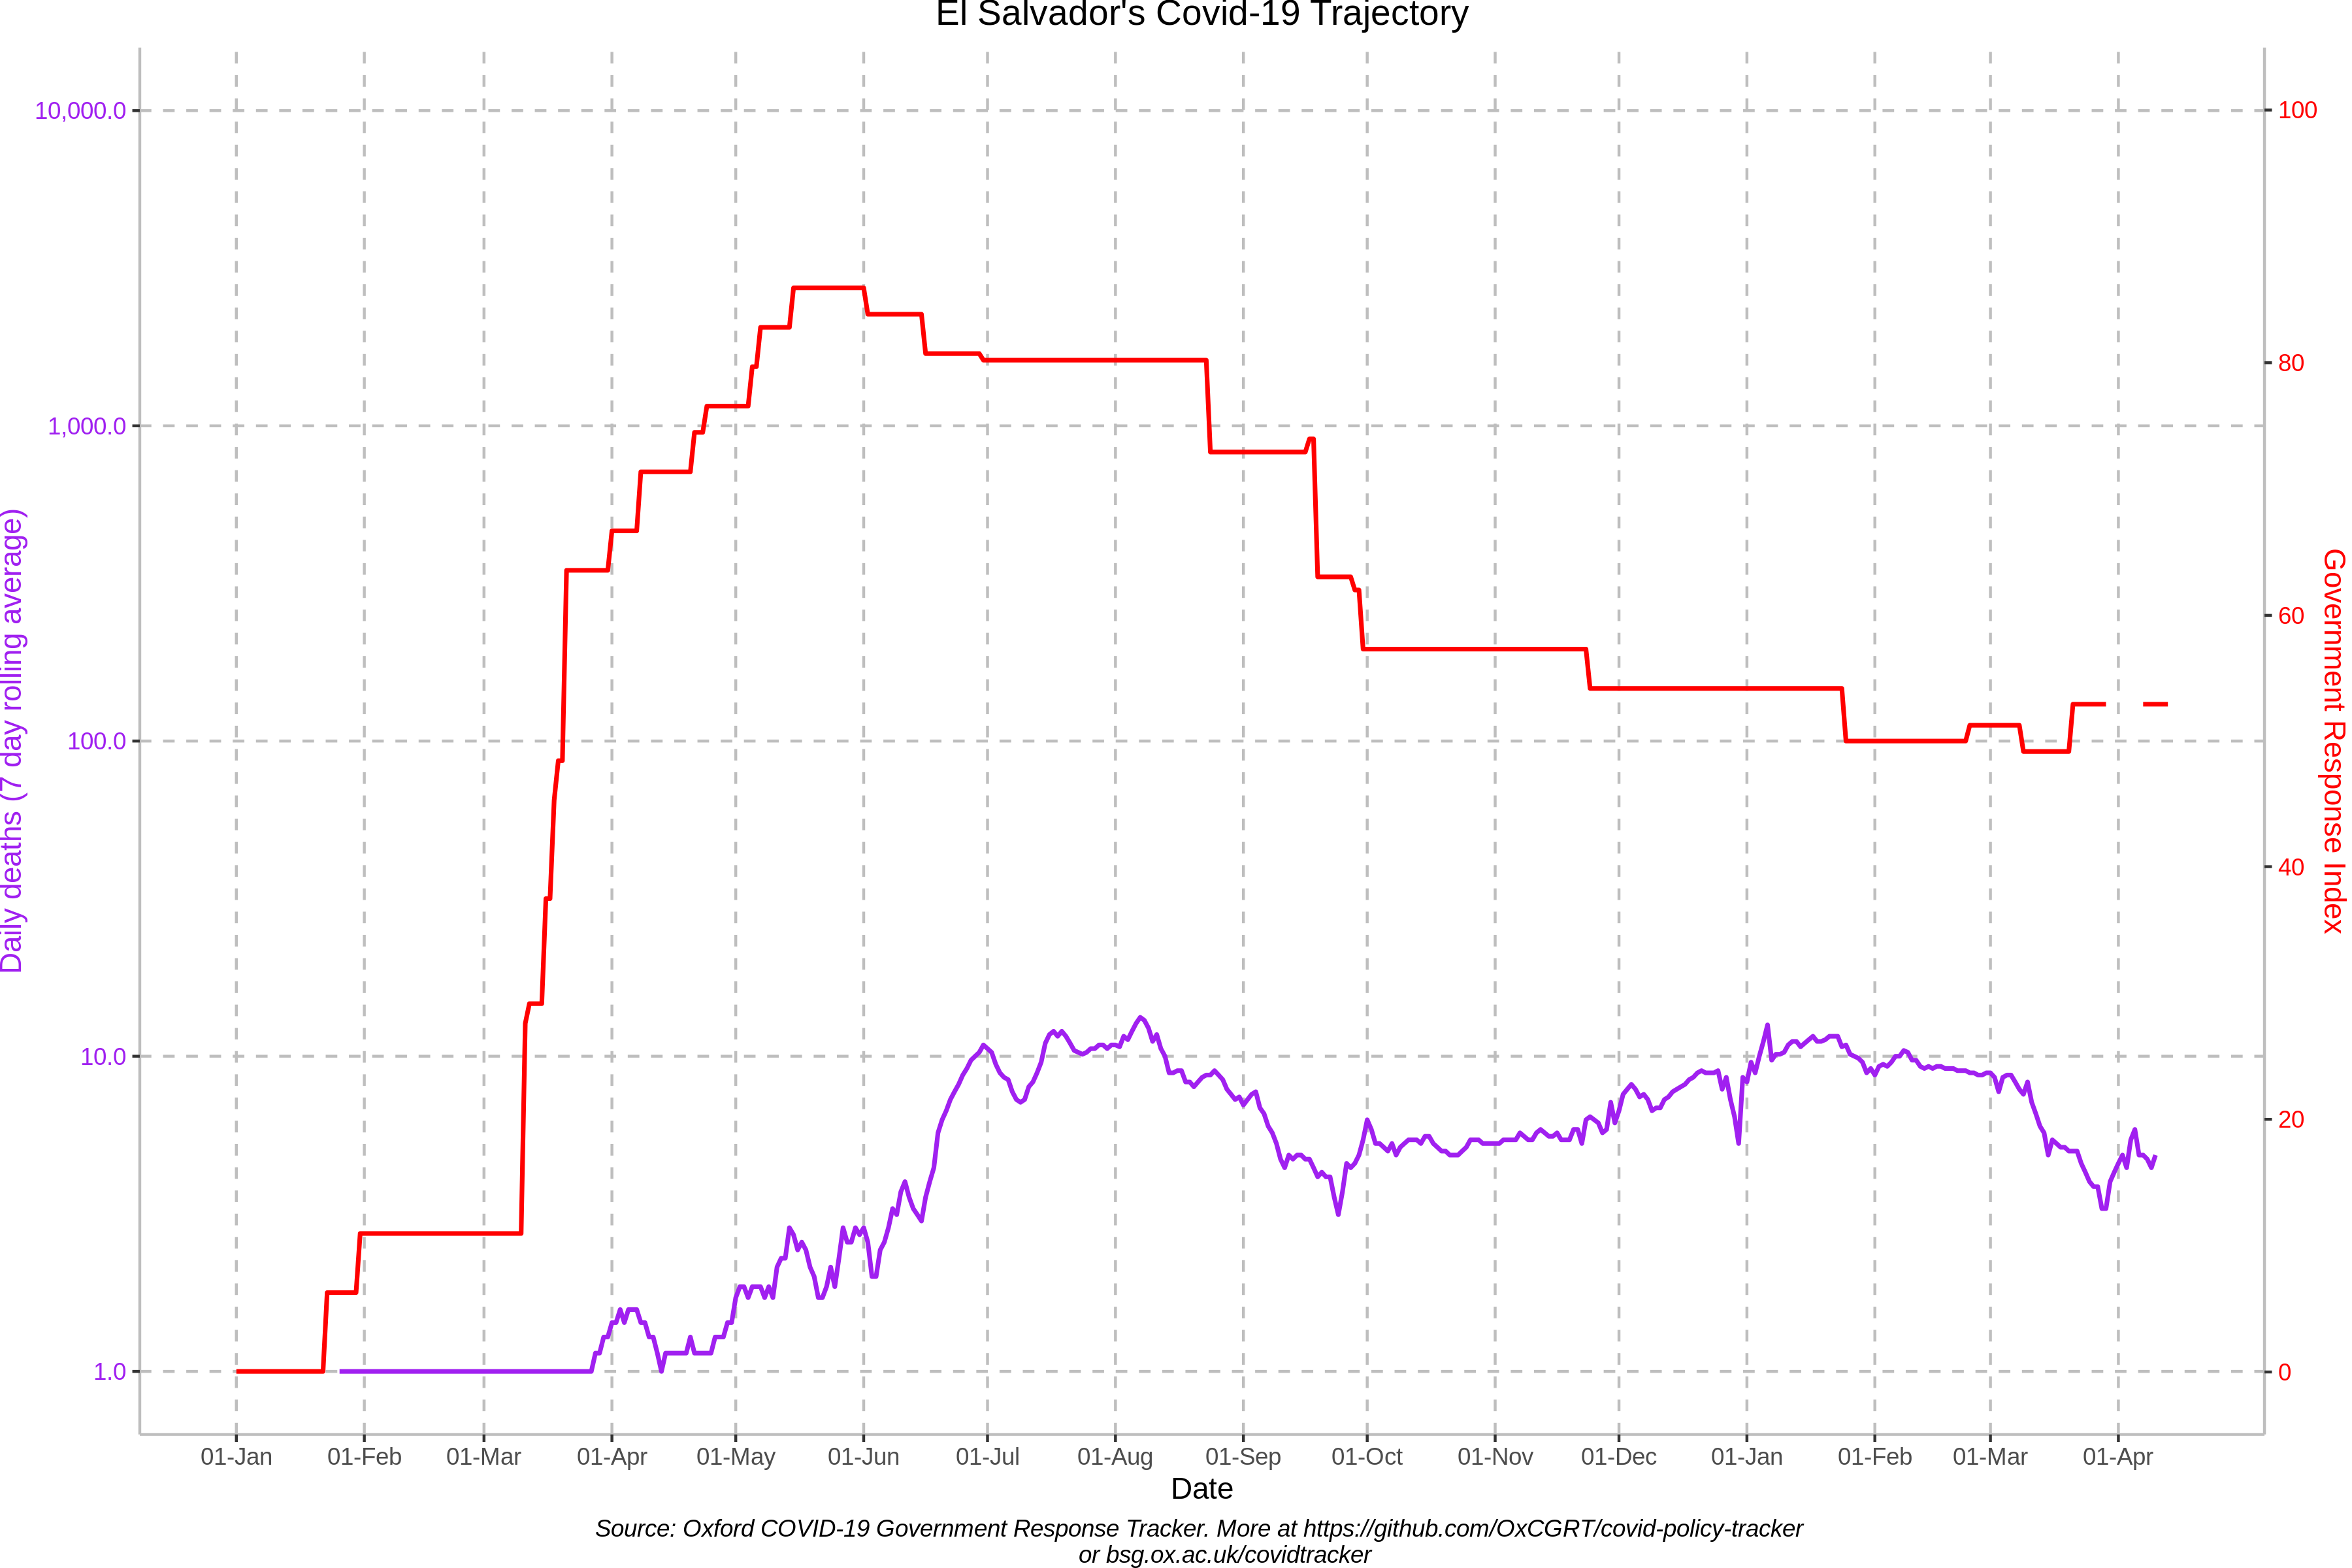 El Salvador's Covid-19 Trajectory
10,000.0
1,000.0
100.0
10.0
1.0
Daily deaths (7 day rolling average)
100
80
60
40
20
0
Government Response Index
01-Jan 01-Feb 01-Mar 01-Apr 01-May 01-Jun 01-Jul 01-Aug 01-Sep 01-Oct 01-Nov 01-Dec 01-Jan 01-Feb 01-Mar 01-Apr
Date
Source: Oxford COVID-19 Government Response Tracker. More at https://github.com/OxCGRT/covid-policy-tracker
or bsg.ox.ac.uk/covidtracker